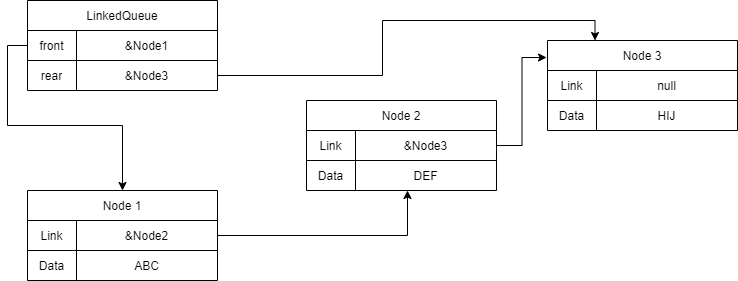 LinkedQueue
front &Node1
rear &Node3
Node 3
Link null
Data HIJ
Node 2
Link &Node3
Data DEF
Node 1
Link &Node2
Data ABC